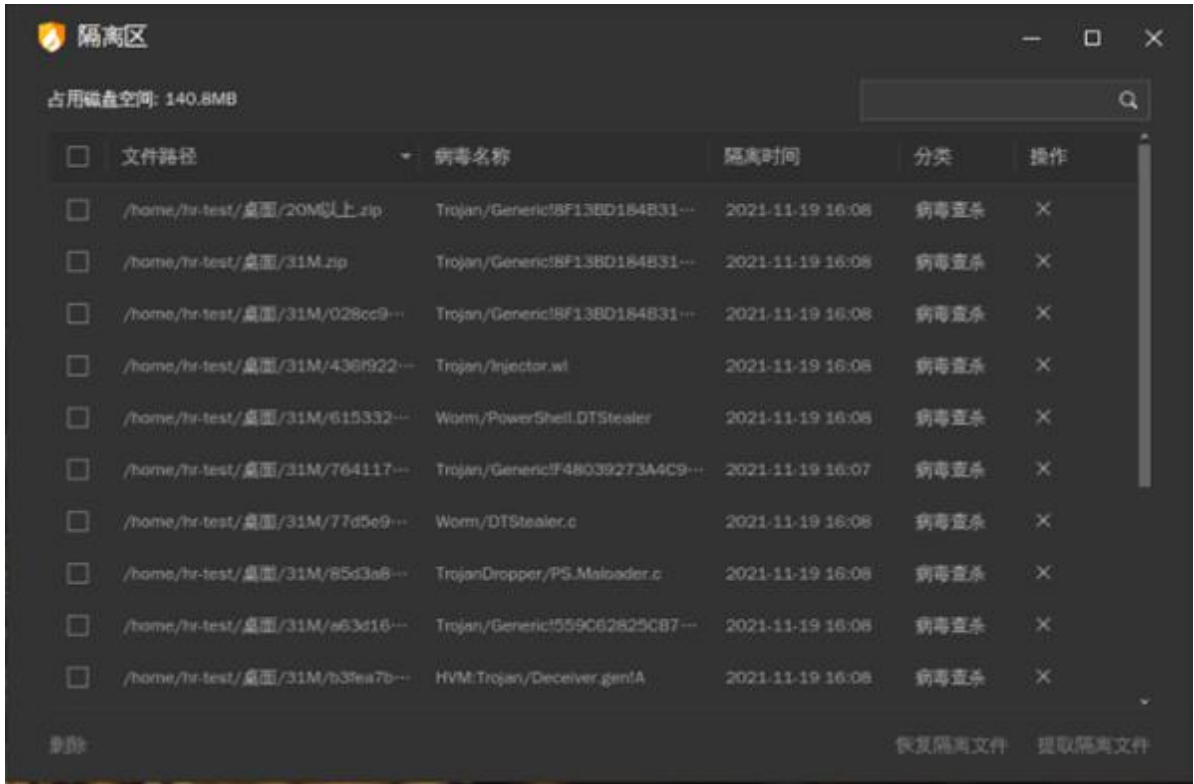 隔离区
占用磁盘空间: 140.8MB
文件路径 病毒名称 隔离时间 分类 操作
/home/hr-test/桌面/20M以上.zip Trojan/Generic!8F13BD184B31··· 2021-11-19 16:08 病毒查杀
/home/hr-test/桌面/31M.zip Trojan/Generic!8F13BD184B31··· 2021-11-19 16:08 病毒查杀
/home/hr-test/桌面/31M/028cc9··· Trojan/Generic!8F13BD184B31··· 2021-11-19 16:08 病毒查杀
/home/hr-test/桌面/31M/436f922··· Trojan/Injector.wl 2021-11-19 16:08 病毒查杀
/home/hr-test/桌面/31M/615332··· Worm/PowerShell.DTStealer 2021-11-19 16:08 病毒查杀
/home/hr-test/桌面/31M/764117··· Trojan/Generic!F48039273A4C9··· 2021-11-19 16:07 病毒查杀
/home/hr-test/桌面/31M/77d5e9··· Worm/DTStealer.c 2021-11-19 16:08 病毒查杀
/home/hr-test/桌面/31M/85d3a8··· TrojanDropper/PS.Maloader.c 2021-11-19 16:08 病毒查杀
/home/hr-test/桌面/31M/a63d16··· Trojan/Generic!559C62825CB7··· 2021-11-19 16:08 病毒查杀
/home/hr-test/桌面/31M/b3fea7b··· HVM:Trojan/Deceiver.gen!A 2021-11-19 16:08 病毒查杀
删除 恢复隔离文件 提取隔离文件